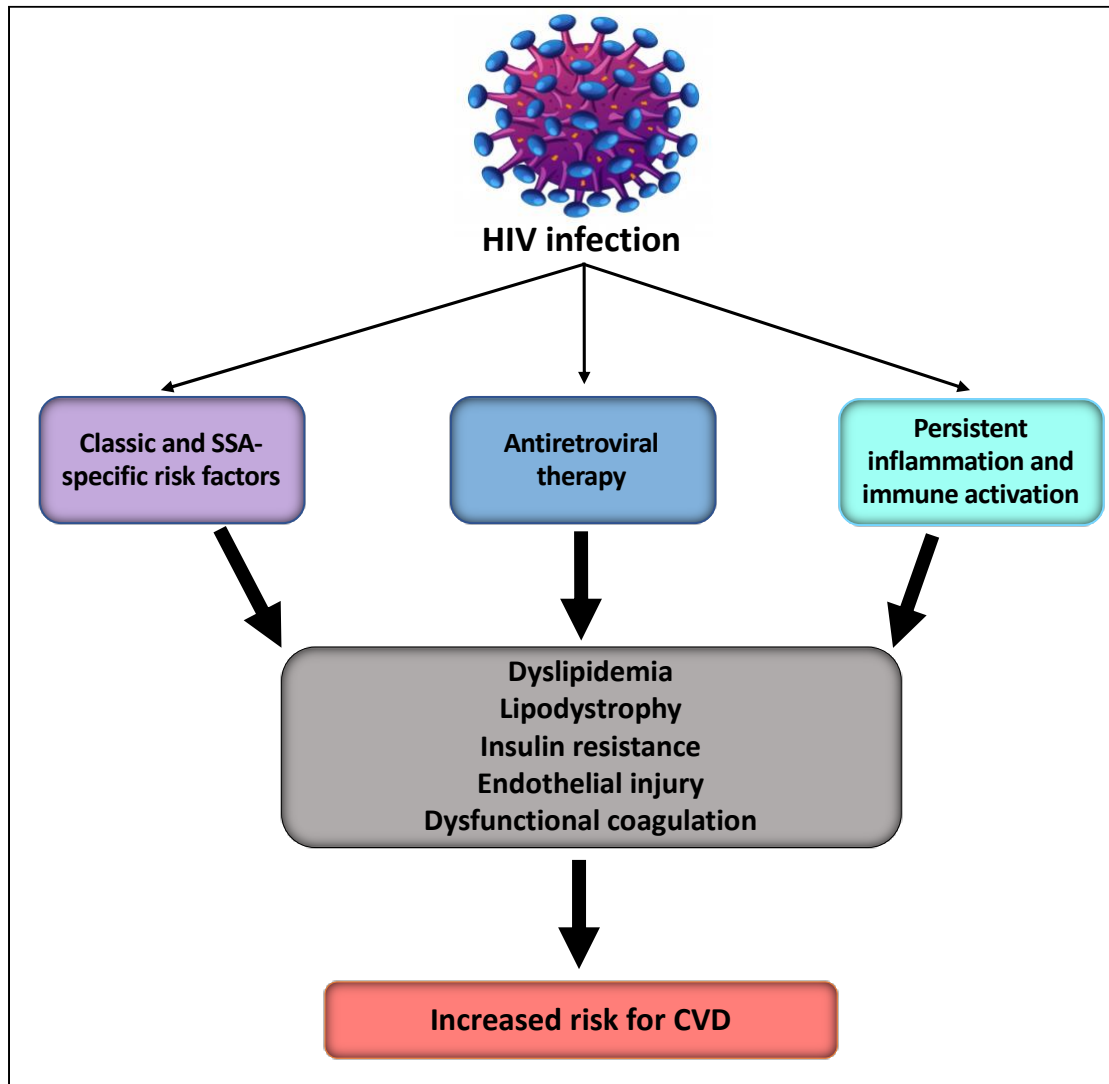 HIV infection
Classic and SSA-
specific risk factors
Antiretroviral
therapy
Persistent
inflammation and
immune activation
Dyslipidemia
Lipodystrophy
Insulin resistance
Endothelial injury
Dysfunctional coagulation
Increased risk for CVD